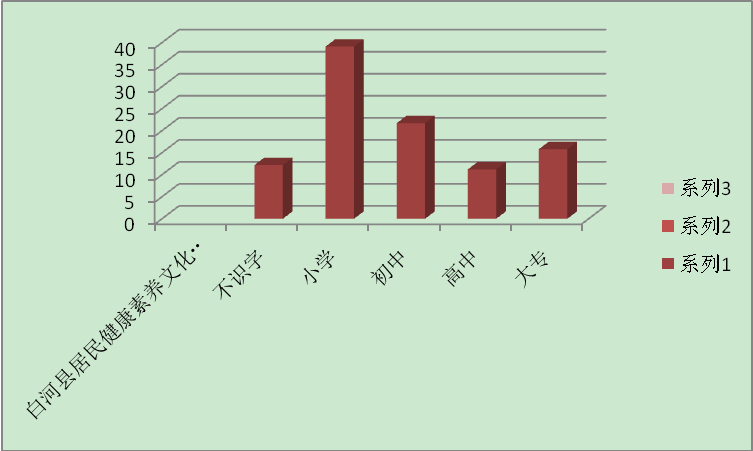 40
35
30
25
20
15
10
5
0
白河县居民健康素养文化..
不识字
小学
初中
高中
大专
系列3
系列2
系列1